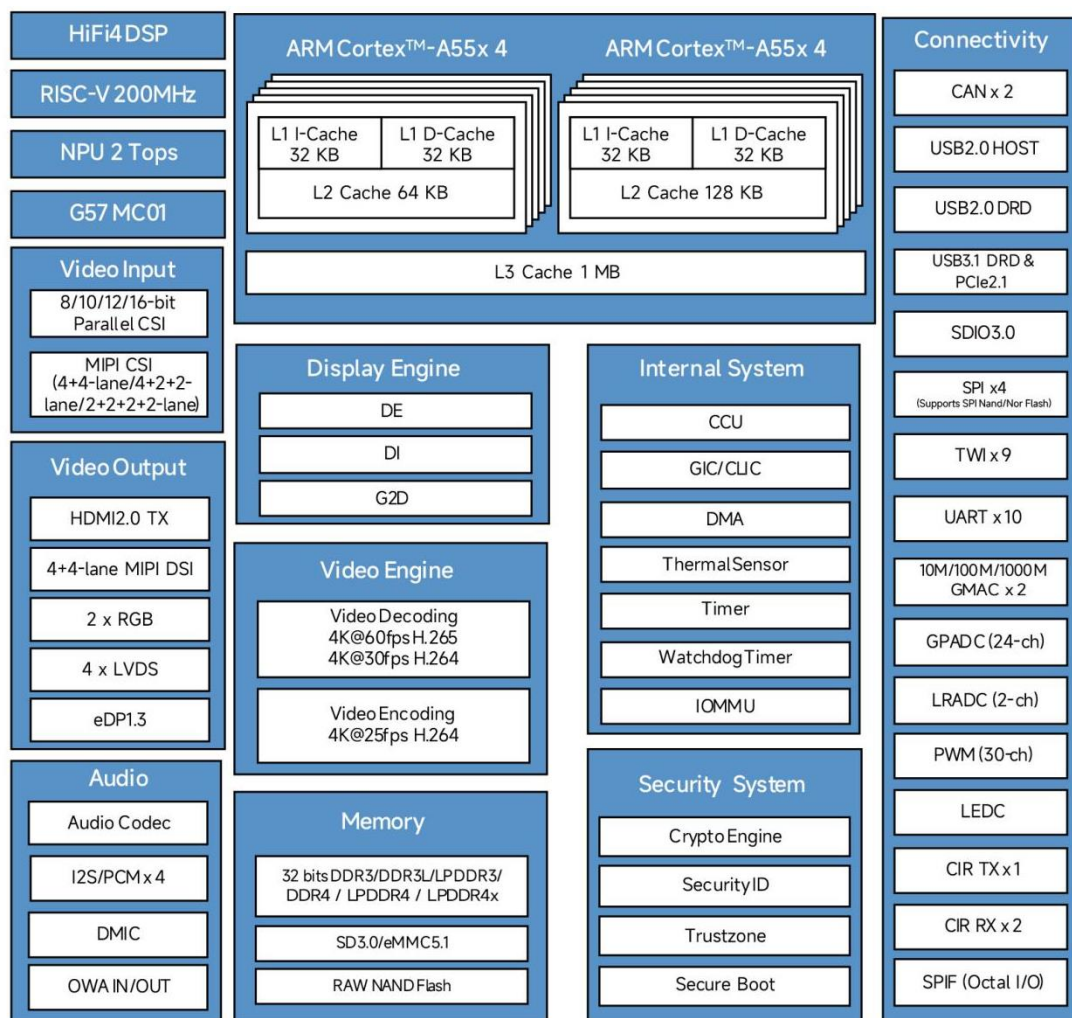 HiFi4 DSP
RISC-V 200MHz
NPU 2 Tops
G57 MC01
Video Input
8/10/12/16-bit
Parallel CSI
MIPI CSI
(4+4-lane/4+2+2-
lane/2+2+2+2-lane)
Video Output
HDMI2.0 TX
4+4-lane MIPI DSI
2 x RGB
4 x LVDS
eDP1.3
Audio
Audio Codec
I2S/PCM x 4
DMIC
OWA IN/OUT
ARM Cortex™-A55x 4
L1 I-Cache
32 KB
L1 D-Cache
32 KB
L2 Cache 64 KB
ARM Cortex™-A55x 4
L1 I-Cache
32 KB
L1 D-Cache
32 KB
L2 Cache 128 KB
L3 Cache 1 MB
Display Engine
DE
DI
G2D
Video Engine
Video Decoding
4K@60fps H.265
4K@30fps H.264
Video Encoding
4K@25fps H.264
Memory
32 bits DDR3/DDR3L/LPDDR3/
DDR4 / LPDDR4 / LPDDR4x
SD3.0/eMMC5.1
RAW NAND Flash
Internal System
CCU
GIC/CLIC
DMA
Thermal Sensor
Timer
Watchdog Timer
IOMMU
Security System
Crypto Engine
Security ID
Trustzone
Secure Boot
Connectivity
CAN x 2
USB2.0 HOST
USB2.0 DRD
USB3.1 DRD &
PCIe2.1
SDIO3.0
SPI x4
(Supports SPI Nand/Nor Flash)
TWI x 9
UART x 10
10M/100M/1000M
GMAC x 2
GPADC (24-ch)
LRADC (2-ch)
PWM (30-ch)
LEDC
CIR TX x 1
CIR RX x 2
SPIF (Octal I/O)